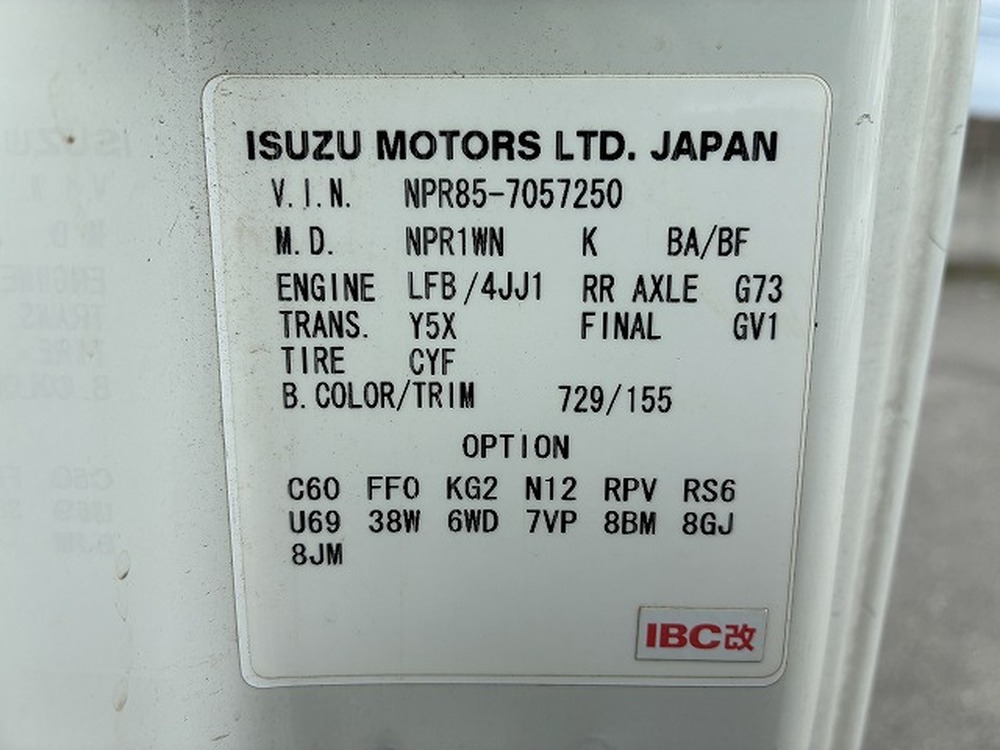 ISUZU MOTORS LTD. JAPAN
V.I.N. NPR85-7057250
M.D. NPR1WN K BA/BF
ENGINE LFB/4JJ1 RR AXLE G73
TRANS. Y5X FINAL GV1
TIRE CYF
B.COLOR/TRIM 729/155
OPTION
C60 FF0 KG2 N12 RPV RS6
U69 38W 6WD 7VP 8BM 8GJ
8JM
IBC改